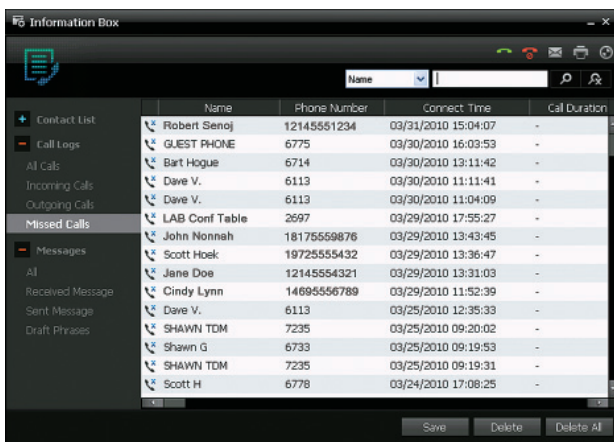 Information Box
Name
Name Phone Number Connect Time Call Duration
Contact List
Call Logs
All Calls
Incoming Calls
Outgoing Calls
Missed Calls
Messages
All
Received Message
Sent Message
Draft Phrases
Robert Senoj 12145551234 03/31/2010 15:04:07 -
GUEST PHONE 6775 03/30/2010 16:03:53 -
Bart Hogue 6714 03/30/2010 13:11:42 -
Dave V. 6113 03/30/2010 11:11:41 -
Dave V. 6113 03/30/2010 11:04:09 -
LAB Conf Table 2697 03/29/2010 17:55:27 -
John Nonnah 18175559876 03/29/2010 13:43:45 -
Scott Hoek 19725555432 03/29/2010 13:36:47 -
Jane Doe 12145554321 03/29/2010 13:31:03 -
Cindy Lynn 14695556789 03/29/2010 11:52:39 -
Dave V. 6113 03/25/2010 12:35:33 -
SHAWN TDM 7235 03/25/2010 09:20:02 -
Shawn G 6733 03/25/2010 09:19:53 -
SHAWN TDM 7235 03/25/2010 09:19:31 -
Scott H 6778 03/24/2010 17:08:25 -
Save Delete Delete All